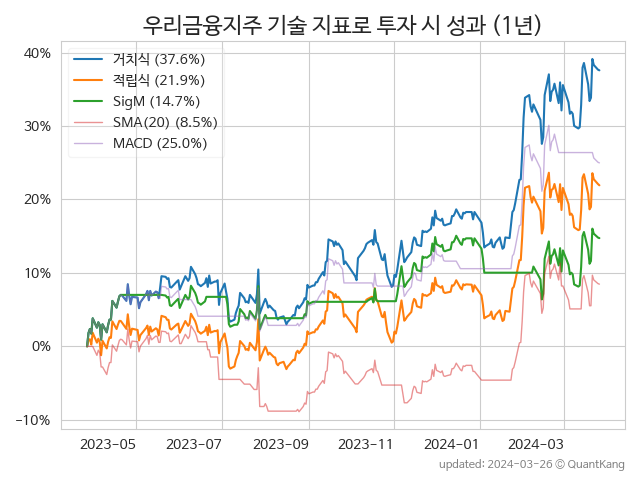 우리금융지주 기술 지표로 투자 시 성과 (1년)
40%
30%
20%
10%
0%
−10%
거치식 (37.6%)
적립식 (21.9%)
SigM (14.7%)
SMA(20) (8.5%)
MACD (25.0%)
2023-05
2023-07
2023-09
2023-11
2024-01
2024-03
updated: 2024-03-26 © QuantKang